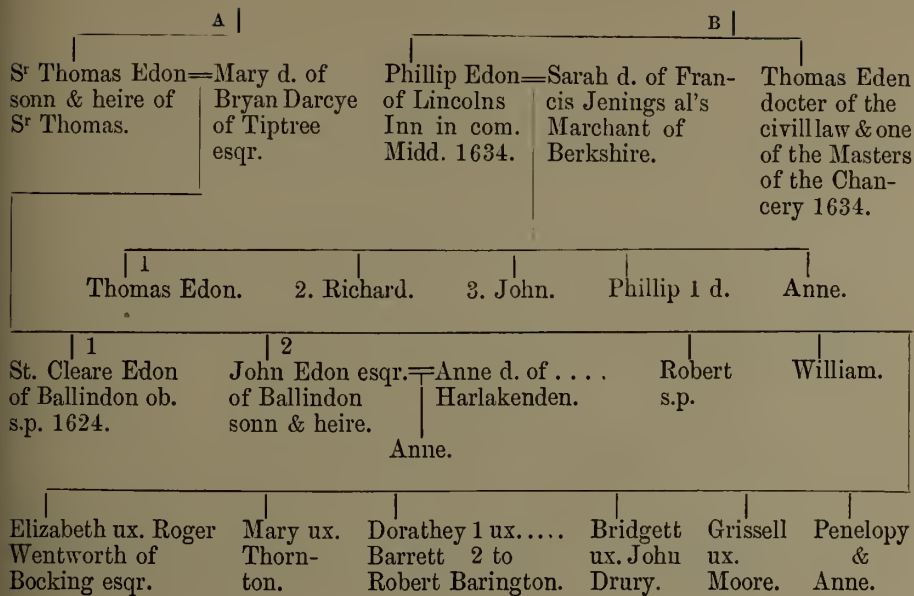 A B
Sr Thomas Edon=Mary d. of
sonn & heire of Bryan Darcye
Sr Thomas. of Tiptree
esqr.
Phillip Edon=Sarah d. of Fran-
of Lincolns cis Jenings al's
Inn in com. Marchant of
Midd. 1634. Berkshire.
Thomas Eden
docter of the
civill law & one
of the Masters
of the Chan-
cery 1634.
1
Thomas Edon. 2. Richard. 3. John. Phillip 1 d. Anne.
1 2
St. Cleare Edon
of Ballindon ob.
s.p. 1624.
John Edon esqr.=Anne d. of ....
of Ballindon Harlakenden.
sonn & heire.
Anne.
Robert
s.p.
William.
Elizabeth ux. Roger
Wentworth of
Bocking esqr.
Mary ux.
Thorn-
ton.
Dorathey 1 ux.....
Barrett 2 to
Robert Barington.
Bridgett
ux. John
Drury.
Grissell
ux.
Moore.
Penelopy
&
Anne.